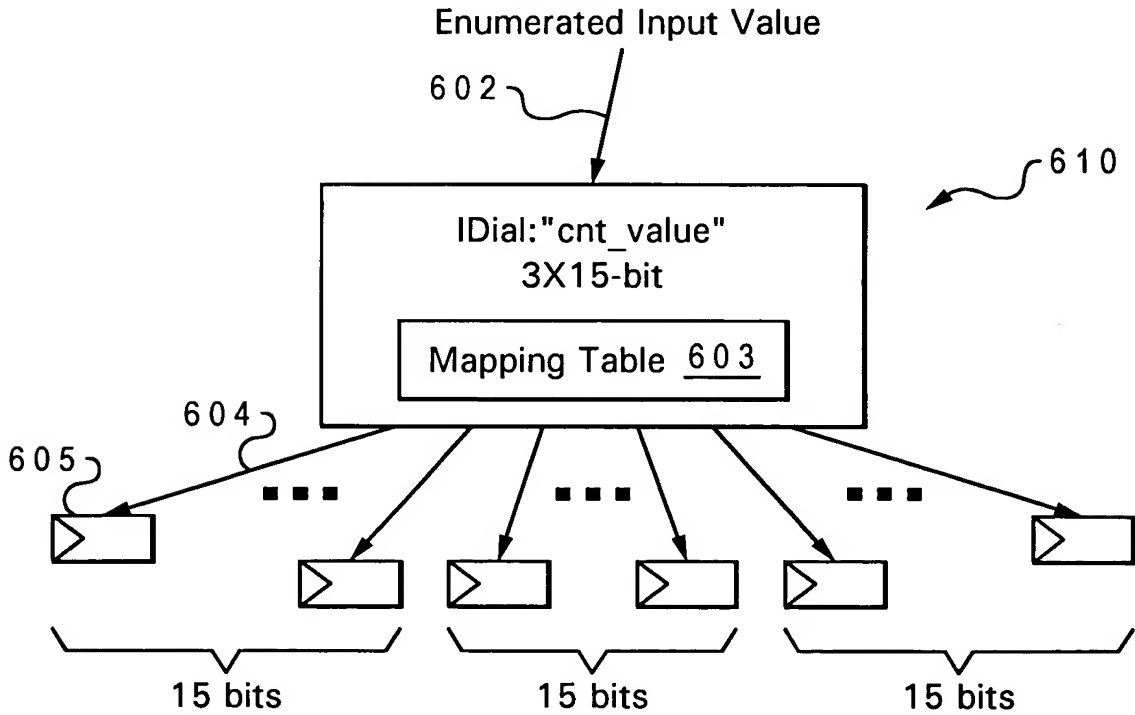 Enumerated Input Value
602
610
IDial:"cnt_value"
3X15-bit
Mapping Table 603
604
605
15 bits
15 bits
15 bits